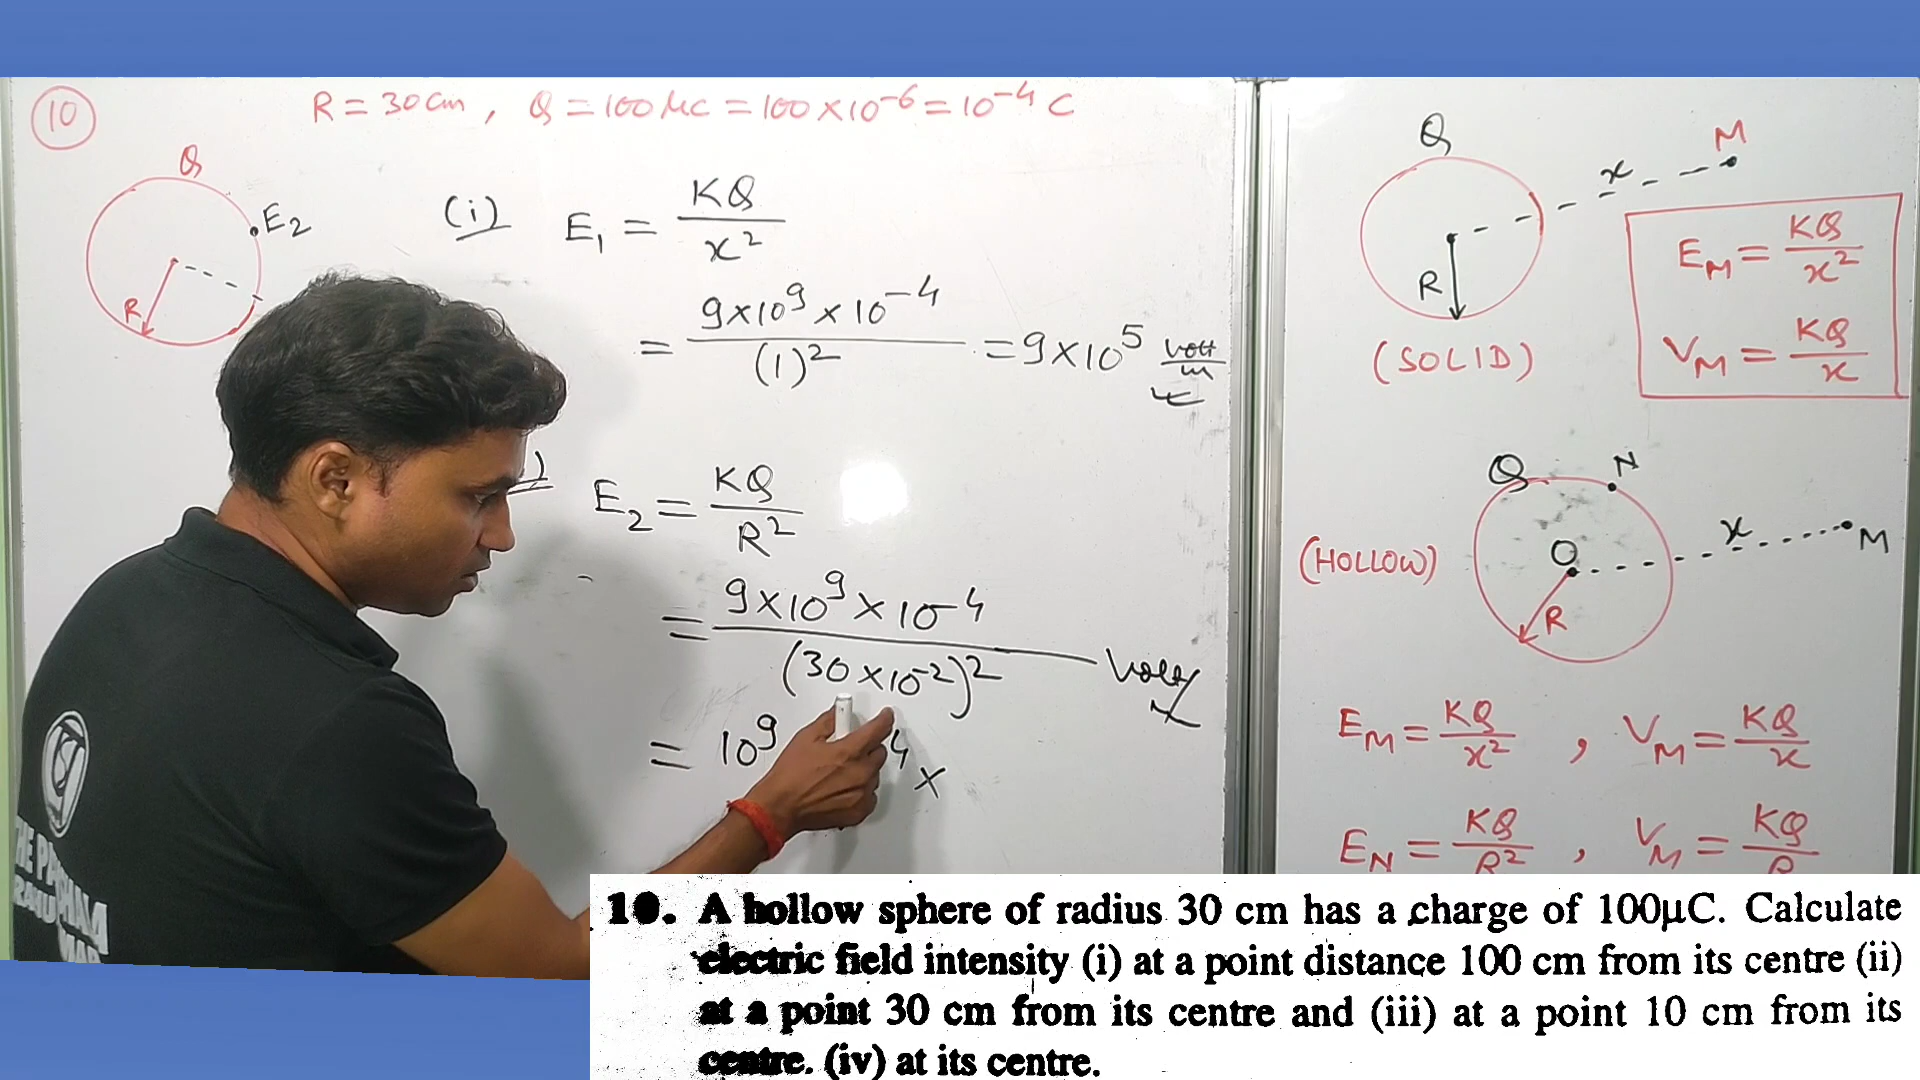 10
R = 30 cm, Q = 100 μC = 100 × 10⁻⁶ = 10⁻⁴ C
Q
E₂
R
(i) E₁ = KQ / x²
= 9×10⁹ × 10⁻⁴ / (1)² = 9×10⁵ volt/m
) E₂ = KQ / R²
= 9×10⁹ × 10⁻⁴ / (30 × 10⁻²)²
= 10⁹ 4 ×
Q
x
M
R
(SOLID)
E_M = KQ / x²
V_M = KQ / x
Q
N
(HOLLOW)
O
x
M
R
E_M = KQ / x² , V_M = KQ / x
E_N = KQ / R² , V_M = KQ /
10. A hollow sphere of radius 30 cm has a charge of 100μC. Calculate
electric field intensity (i) at a point distance 100 cm from its centre (ii)
at a point 30 cm from its centre and (iii) at a point 10 cm from its
centre. (iv) at its centre.